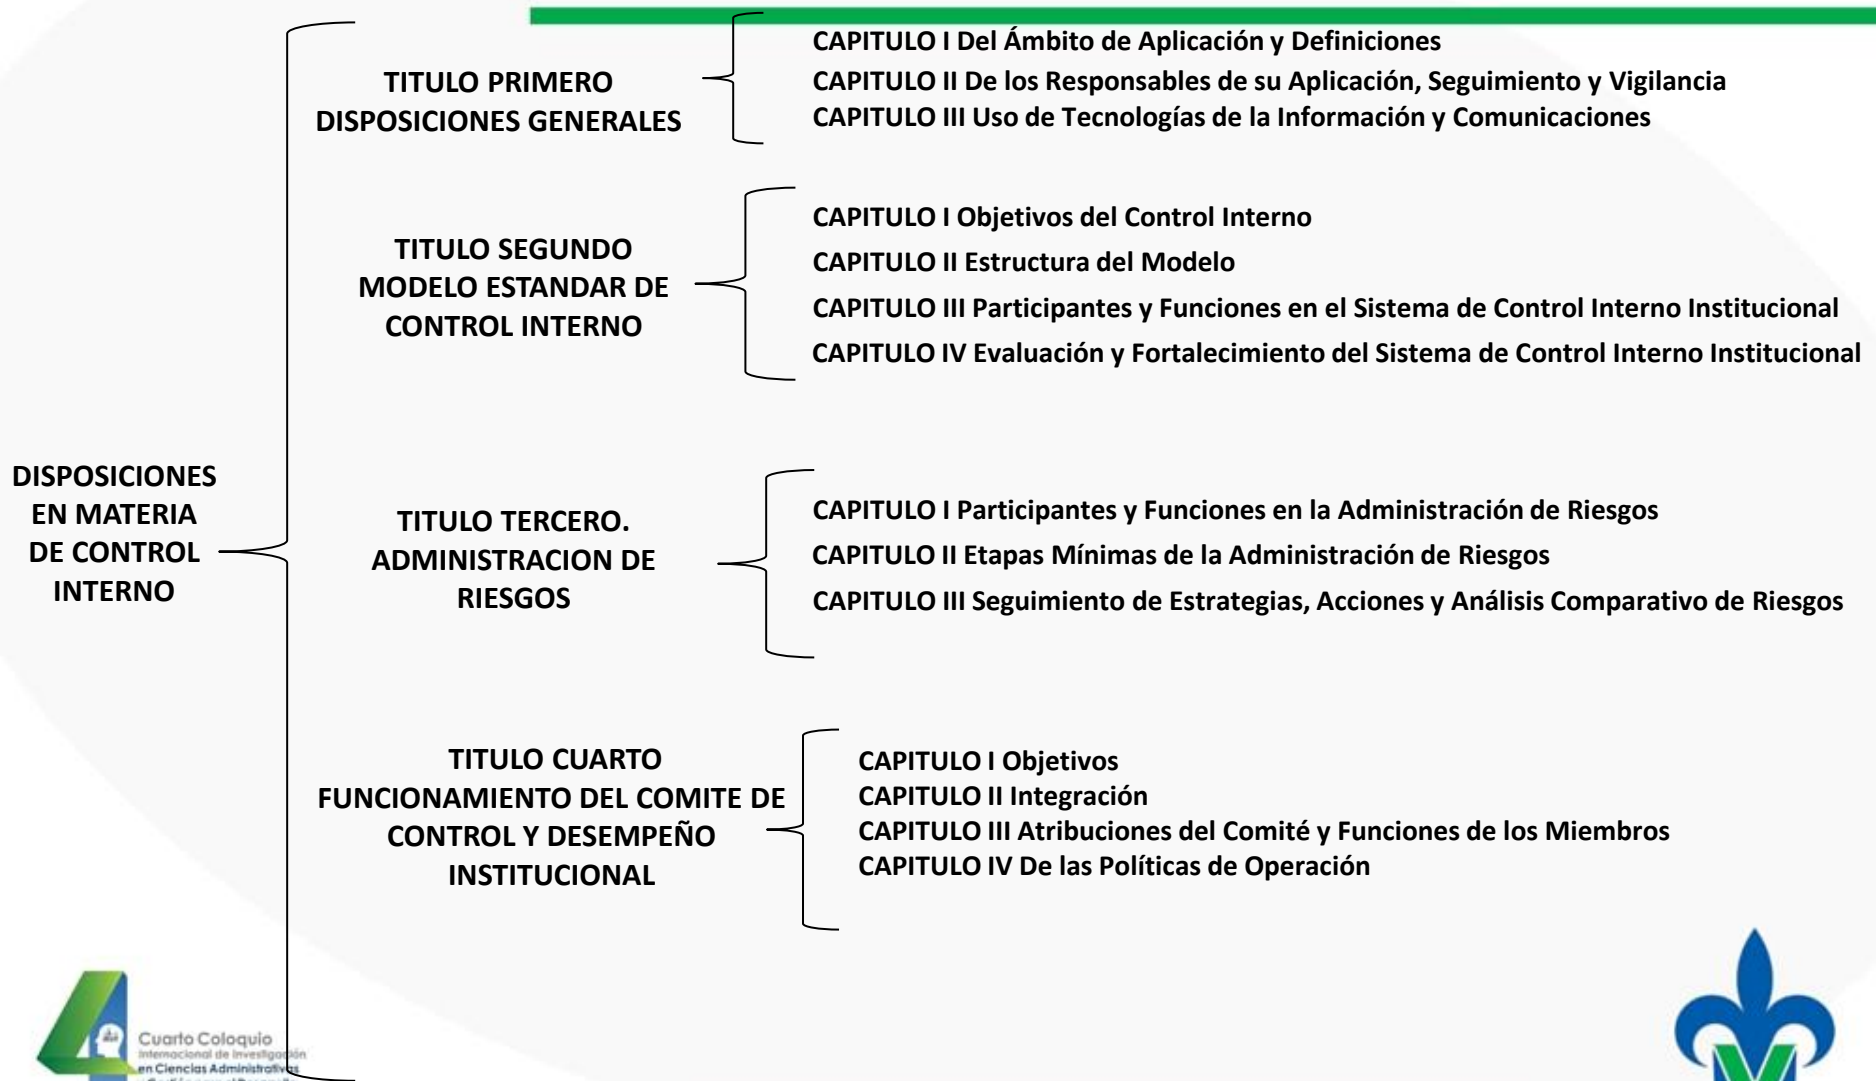 DISPOSICIONES
EN MATERIA
DE CONTROL
INTERNO
TITULO PRIMERO
DISPOSICIONES GENERALES
CAPITULO I Del Ámbito de Aplicación y Definiciones
CAPITULO II De los Responsables de su Aplicación, Seguimiento y Vigilancia
CAPITULO III Uso de Tecnologías de la Información y Comunicaciones
TITULO SEGUNDO
MODELO ESTANDAR DE
CONTROL INTERNO
CAPITULO I Objetivos del Control Interno
CAPITULO II Estructura del Modelo
CAPITULO III Participantes y Funciones en el Sistema de Control Interno Institucional
CAPITULO IV Evaluación y Fortalecimiento del Sistema de Control Interno Institucional
TITULO TERCERO.
ADMINISTRACION DE
RIESGOS
CAPITULO I Participantes y Funciones en la Administración de Riesgos
CAPITULO II Etapas Mínimas de la Administración de Riesgos
CAPITULO III Seguimiento de Estrategias, Acciones y Análisis Comparativo de Riesgos
TITULO CUARTO
FUNCIONAMIENTO DEL COMITE DE
CONTROL Y DESEMPEÑO
INSTITUCIONAL
CAPITULO I Objetivos
CAPITULO II Integración
CAPITULO III Atribuciones del Comité y Funciones de los Miembros
CAPITULO IV De las Políticas de Operación
Cuarto Coloquio
Internacional de Investigación
en Ciencias Administrativas